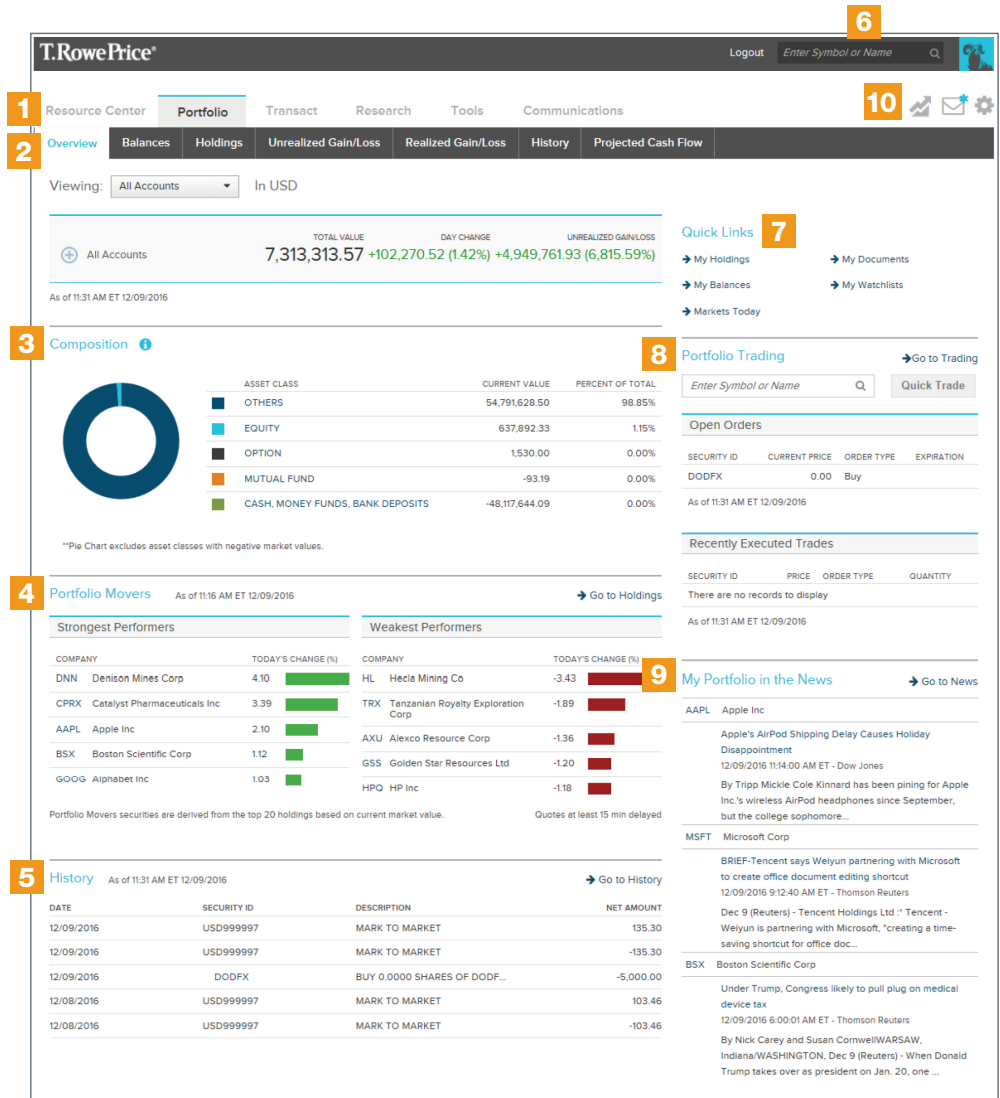 6
T.RowePrice®
Logout Enter Symbol or Name
1 Resource Center Portfolio Transact Research Tools Communications 10
2 Overview Balances Holdings Unrealized Gain/Loss Realized Gain/Loss History Projected Cash Flow
Viewing: All Accounts In USD
TOTAL VALUE DAY CHANGE UNREALIZED GAIN/LOSS
All Accounts 7,313,313.57 +102,270.52 (1.42%) +4,949,761.93 (6,815.59%)
As of 11:31 AM ET 12/09/2016
3 Composition
ASSET CLASS CURRENT VALUE PERCENT OF TOTAL
OTHERS 54,791,628.50 98.85%
EQUITY 637,892.33 1.15%
OPTION 1,530.00 0.00%
MUTUAL FUND -93.19 0.00%
CASH, MONEY FUNDS, BANK DEPOSITS -48,117,644.09 0.00%
**Pie Chart excludes asset classes with negative market values.
4 Portfolio Movers As of 11:16 AM ET 12/09/2016 Go to Holdings
Strongest Performers
COMPANY TODAY'S CHANGE (%)
DNN Denison Mines Corp 4.10
CPRX Catalyst Pharmaceuticals Inc 3.39
AAPL Apple Inc 2.10
BSX Boston Scientific Corp 1.12
GOOG Alphabet Inc 1.03
Weakest Performers
COMPANY TODAY'S CHANGE (%)
HL Hecla Mining Co -3.43
TRX Tanzanian Royalty Exploration
Corp -1.89
AXU Alexco Resource Corp -1.36
GSS Golden Star Resources Ltd -1.20
HPQ HP Inc -1.18
Portfolio Movers securities are derived from the top 20 holdings based on current market value. Quotes at least 15 min delayed
5 History As of 11:31 AM ET 12/09/2016 Go to History
DATE SECURITY ID DESCRIPTION NET AMOUNT
12/09/2016 USD999997 MARK TO MARKET 135.30
12/09/2016 USD999997 MARK TO MARKET -135.30
12/09/2016 DODFX BUY 0.0000 SHARES OF DODF... -5,000.00
12/08/2016 USD999997 MARK TO MARKET 103.46
12/08/2016 USD999997 MARK TO MARKET -103.46
Quick Links 7
My Holdings My Documents
My Balances My Watchlists
Markets Today
8 Portfolio Trading Go to Trading
Enter Symbol or Name Quick Trade
Open Orders
SECURITY ID CURRENT PRICE ORDER TYPE EXPIRATION
DODFX 0.00 Buy
As of 11:31 AM ET 12/09/2016
Recently Executed Trades
SECURITY ID PRICE ORDER TYPE QUANTITY
There are no records to display
As of 11:31 AM ET 12/09/2016
9 My Portfolio in the News Go to News
AAPL Apple Inc
Apple's AirPod Shipping Delay Causes Holiday
Disappointment
12/09/2016 11:14:00 AM ET - Dow Jones
By Tripp Mickle Cole Kinnard has been pining for Apple
Inc.'s wireless AirPod headphones since September,
but the college sophomore...
MSFT Microsoft Corp
BRIEF-Tencent says Weiyun partnering with Microsoft
to create office document editing shortcut
12/09/2016 9:12:40 AM ET - Thomson Reuters
Dec 9 (Reuters) - Tencent Holdings Ltd :* Tencent -
Weiyun is partnering with Microsoft, "creating a time-
saving shortcut for office doc...
BSX Boston Scientific Corp
Under Trump, Congress likely to pull plug on medical
device tax
12/09/2016 6:00:01 AM ET - Thomson Reuters
By Nick Carey and Susan CornwellWARSAW,
Indiana/WASHINGTON, Dec 9 (Reuters) - When Donald
Trump takes over as president on Jan. 20, one ...